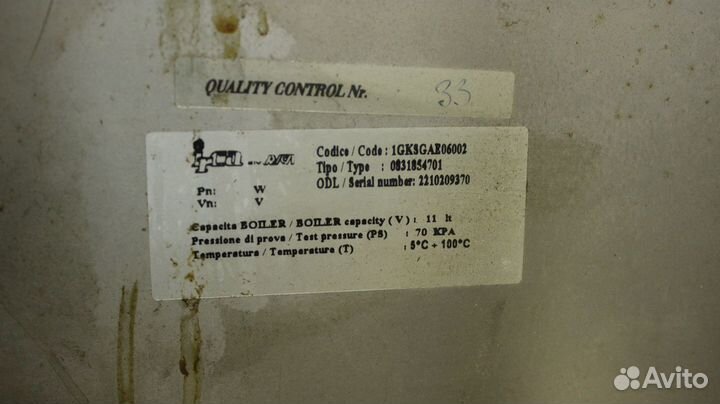 QUALITY CONTROL Nr. 33
Codice / Code : 1GKSGAE06002
Tipo / Type : 0831854701
ODL / Serial number: 2210209370
Pn: W
Vn: V
Capacita BOILER / BOILER capacity ( V ) : 11 lt
Pressione di prova / Test pressure (PS) : 70 KPA
Temperatura / Temperature (T) : 5°C ÷ 100°C
Avito